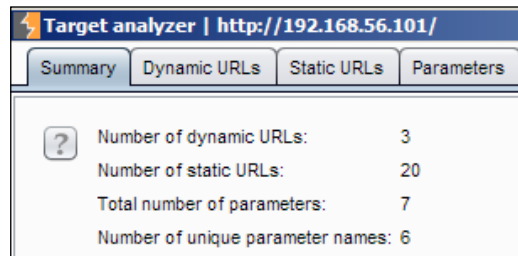 Target analyzer | http://192.168.56.101/
Summary Dynamic URLs Static URLs Parameters
? Number of dynamic URLs: 3
Number of static URLs: 20
Total number of parameters: 7
Number of unique parameter names: 6